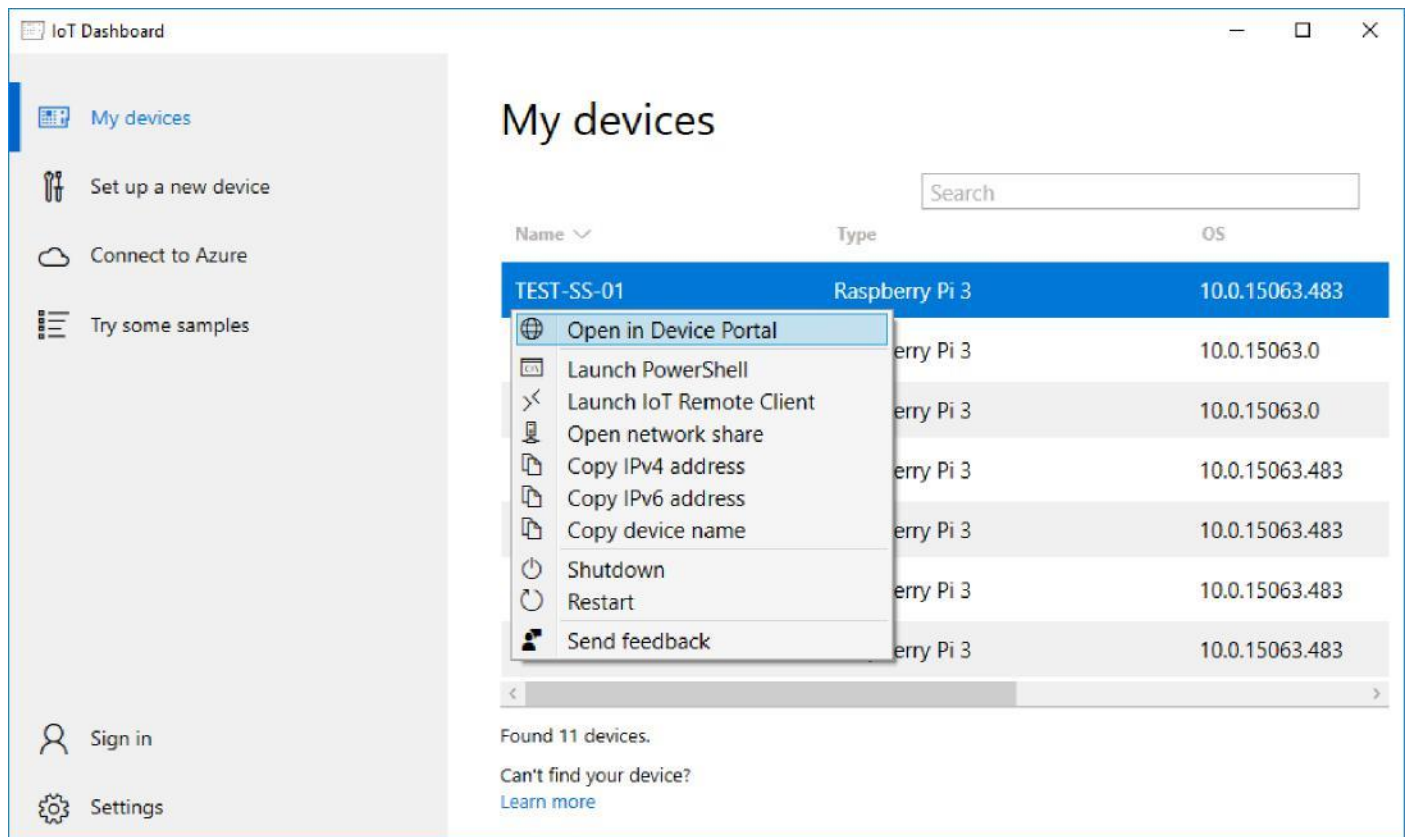 IoT Dashboard
My devices
Set up a new device
Connect to Azure
Try some samples
Sign in
Settings
My devices
Search
Name Type OS
TEST-SS-01 Raspberry Pi 3 10.0.15063.483
erry Pi 3 10.0.15063.0
erry Pi 3 10.0.15063.0
erry Pi 3 10.0.15063.483
erry Pi 3 10.0.15063.483
erry Pi 3 10.0.15063.483
erry Pi 3 10.0.15063.483
Open in Device Portal
Launch PowerShell
Launch IoT Remote Client
Open network share
Copy IPv4 address
Copy IPv6 address
Copy device name
Shutdown
Restart
Send feedback
Found 11 devices.
Can't find your device?
Learn more